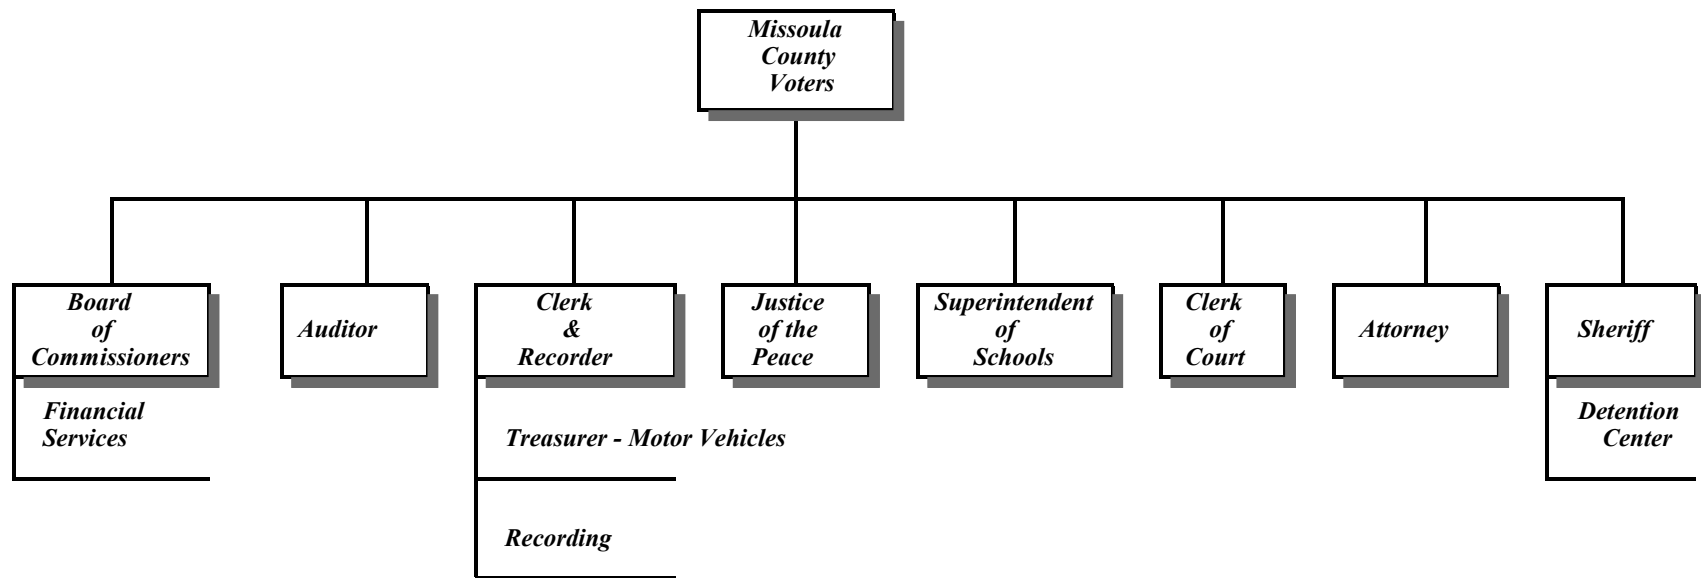 Missoula
County
Voters
Board
of
Commissioners
Auditor
Clerk
&
Recorder
Justice
of the
Peace
Superintendent
of
Schools
Clerk
of
Court
Attorney
Sheriff
Financial
Services
Treasurer - Motor Vehicles
Recording
Detention
Center